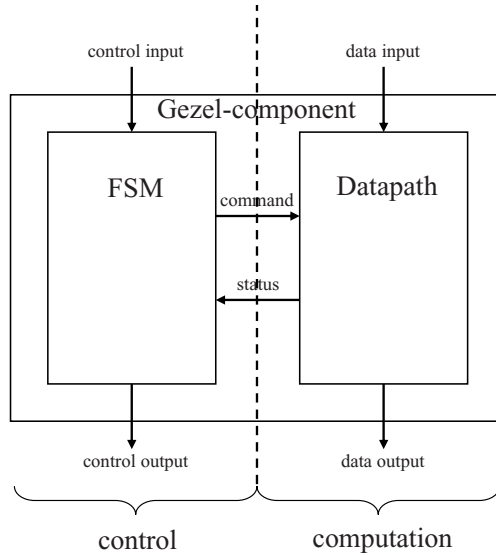 control input
data input
Gezel-component
FSM
Datapath
command
status
control output
data output
control
computation